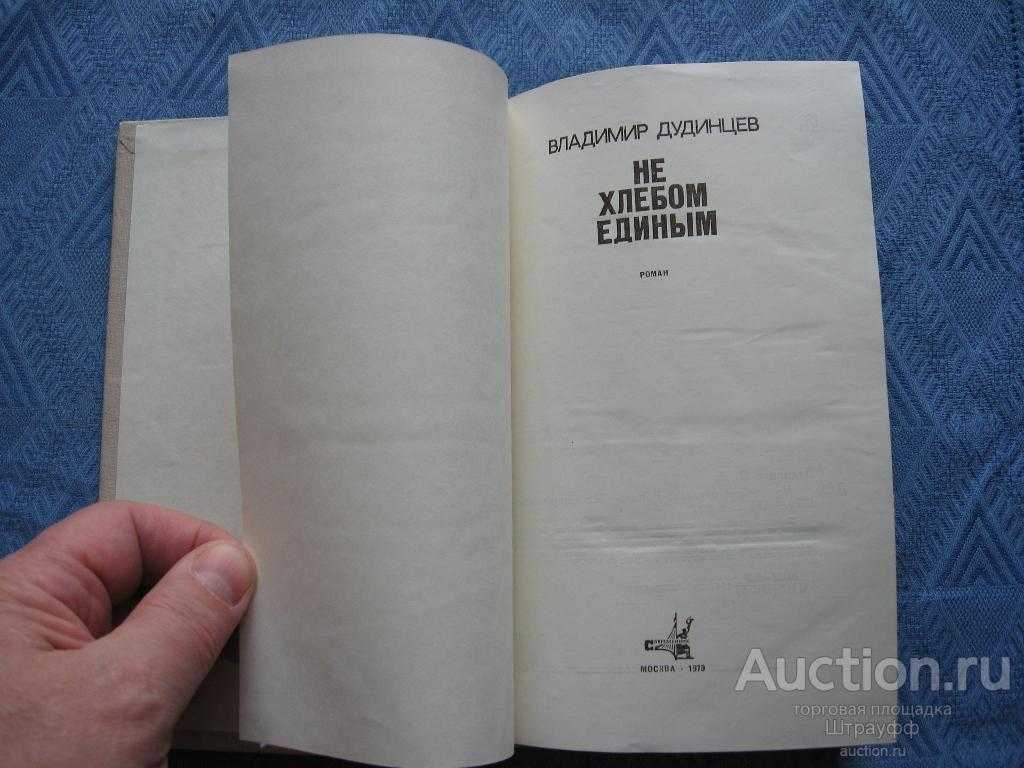 ВЛАДИМИР ДУДИНЦЕВ
НЕ
ХЛЕБОМ
ЕДИНЫМ
РОМАН
МОСКВА · 1979
Auction.ru
торговая площадка
Штрауфф
auction.ru